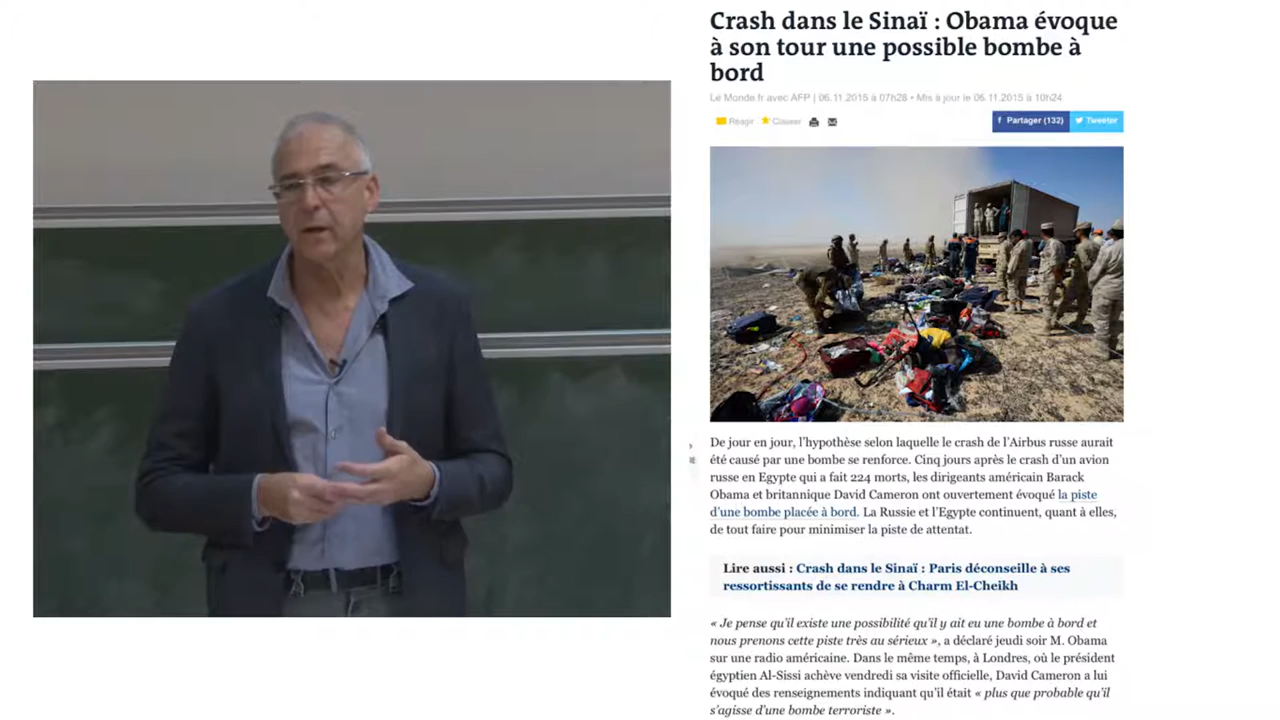 Crash dans le Sinaï : Obama évoque
à son tour une possible bombe à
bord
Le Monde.fr avec AFP | 06.11.2015 à 07h28 • Mis à jour le 06.11.2015 à 10h24
Réagir Classer
Partager (132) Tweeter
De jour en jour, l’hypothèse selon laquelle le crash de l’Airbus russe aurait
été causé par une bombe se renforce. Cinq jours après le crash d’un avion
russe en Egypte qui a fait 224 morts, les dirigeants américain Barack
Obama et britannique David Cameron ont ouvertement évoqué la piste
d’une bombe placée à bord. La Russie et l’Egypte continuent, quant à elles,
de tout faire pour minimiser la piste de attentat.
Lire aussi : Crash dans le Sinaï : Paris déconseille à ses
ressortissants de se rendre à Charm El-Cheikh
« Je pense qu’il existe une possibilité qu’il y ait eu une bombe à bord et
nous prenons cette piste très au sérieux », a déclaré jeudi soir M. Obama
sur une radio américaine. Dans le même temps, à Londres, où le président
égyptien Al-Sissi achève vendredi sa visite officielle, David Cameron a lui
évoqué des renseignements indiquant qu’il était « plus que probable qu’il
s’agisse d’une bombe terroriste ».